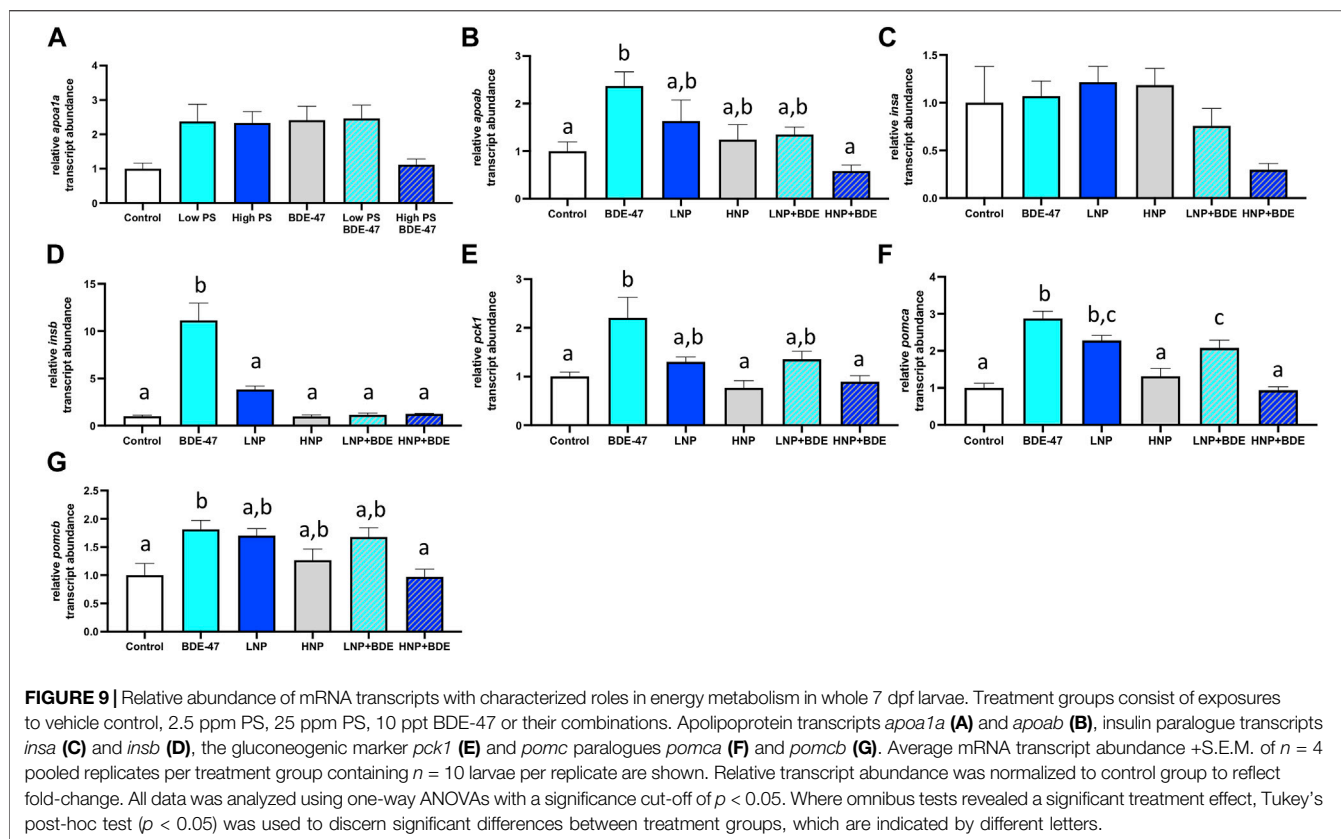 A
relative apoa1a
transcript abundance
4
3
2
1
0
Control
Low PS
High PS
BDE-47
Low PS
BDE-47
High PS
BDE-47
B
relative apoab
transcript abundance
3
2
1
0
a
b
a,b
a,b
a,b
a
Control
BDE-47
LNP
HNP
LNP+BDE
HNP+BDE
C
relative insa
transcript abundance
1.5
1.0
0.5
0.0
Control
BDE-47
LNP
HNP
LNP+BDE
HNP+BDE
D
relative insb
transcript abundance
15
10
5
0
a
b
a
a
a
a
Control
BDE-47
LNP
HNP
LNP+BDE
HNP+BDE
E
relative pck1
transcript abundance
3
2
1
0
a
b
a,b
a
a,b
a
Control
BDE-47
LNP
HNP
LNP+BDE
HNP+BDE
F
relative pomca
transcript abundance
4
3
2
1
0
a
b
b,c
a
c
a
Control
BDE-47
LNP
HNP
LNP+BDE
HNP+BDE
G
relative pomcb
transcript abundance
2.5
2.0
1.5
1.0
0.5
0.0
a
b
a,b
a,b
a,b
a
Control
BDE-47
LNP
HNP
LNP+BDE
HNP+BDE
FIGURE 9 | Relative abundance of mRNA transcripts with characterized roles in energy metabolism in whole 7 dpf larvae. Treatment groups consist of exposures
to vehicle control, 2.5 ppm PS, 25 ppm PS, 10 ppt BDE-47 or their combinations. Apolipoprotein transcripts apoa1a (A) and apoab (B), insulin paralogue transcripts
insa (C) and insb (D), the gluconeogenic marker pck1 (E) and pomc paralogues pomca (F) and pomcb (G). Average mRNA transcript abundance +S.E.M. of n = 4
pooled replicates per treatment group containing n = 10 larvae per replicate are shown. Relative transcript abundance was normalized to control group to reflect
fold-change. All data was analyzed using one-way ANOVAs with a significance cut-off of p < 0.05. Where omnibus tests revealed a significant treatment effect, Tukey's
post-hoc test (p < 0.05) was used to discern significant differences between treatment groups, which are indicated by different letters.